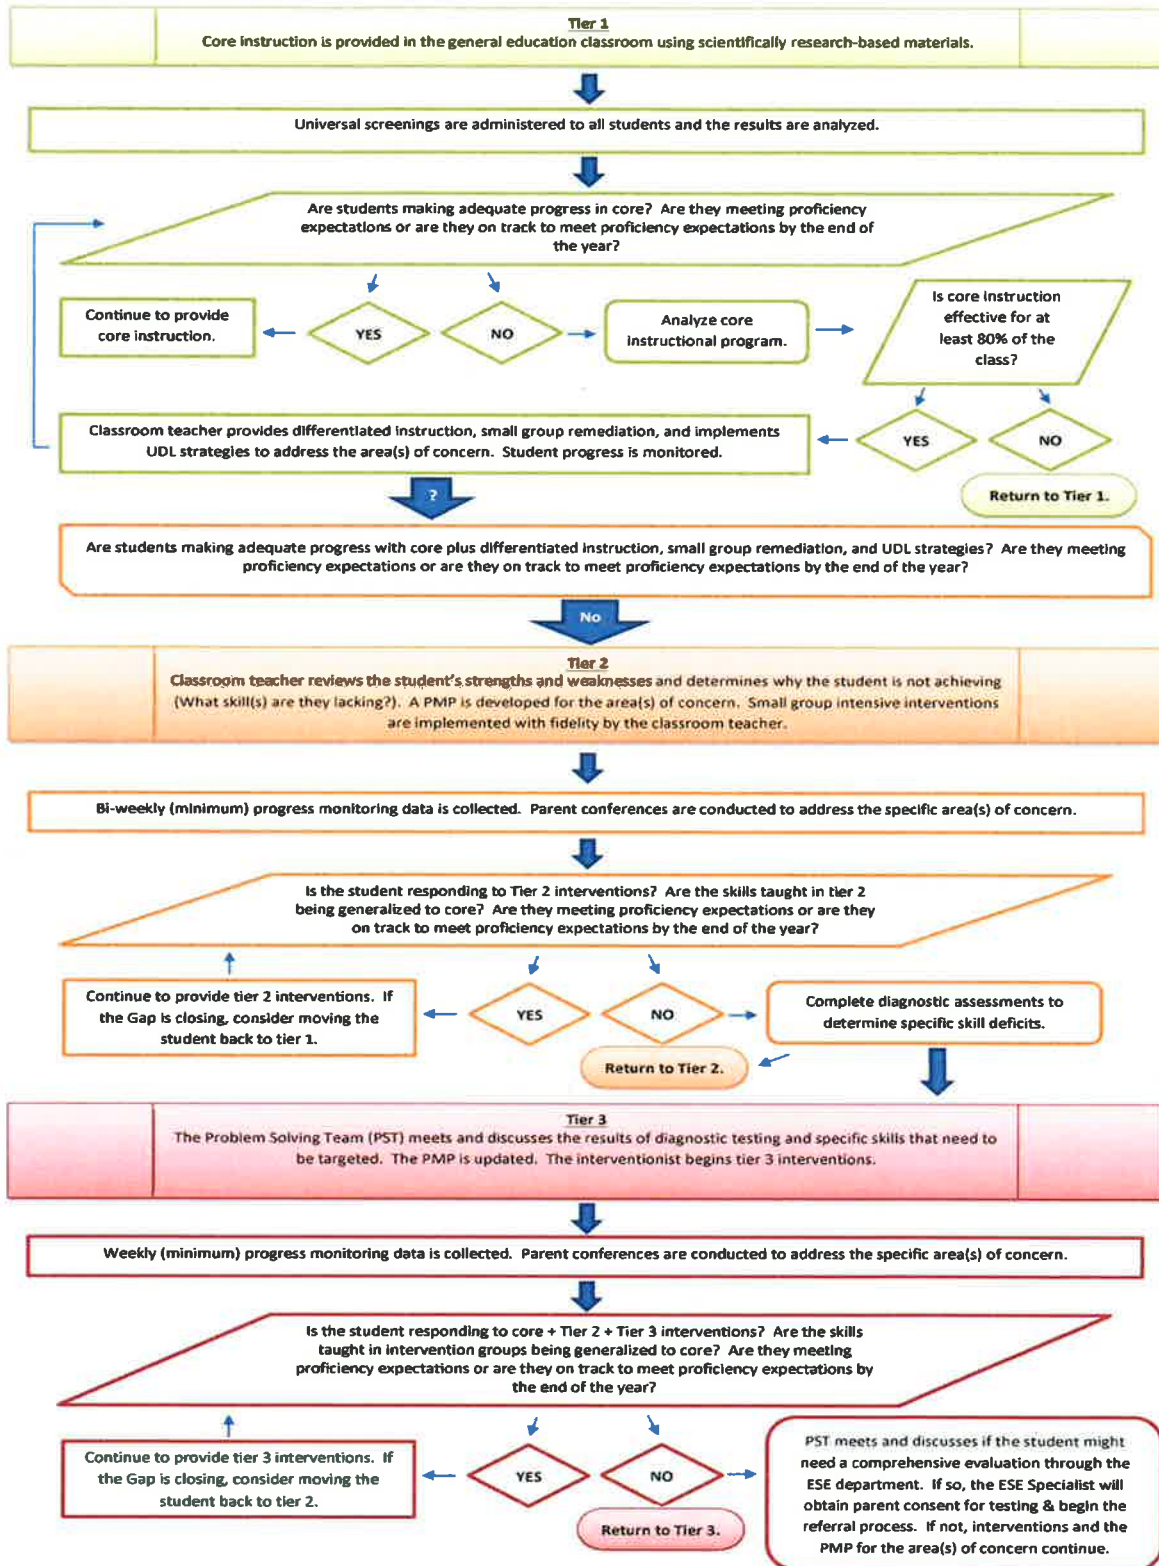 Tier 1
Core instruction is provided in the general education classroom using scientifically research-based materials.
Universal screenings are administered to all students and the results are analyzed.
Are students making adequate progress in core? Are they meeting proficiency
expectations or are they on track to meet proficiency expectations by the end of
the year?
Continue to provide
core instruction.
YES
NO
Analyze core
instructional program.
Is core instruction
effective for at
least 80% of the
class?
Classroom teacher provides differentiated instruction, small group remediation, and implements
UDL strategies to address the area(s) of concern. Student progress is monitored.
YES
NO
Return to Tier 1.
?
Are students making adequate progress with core plus differentiated instruction, small group remediation, and UDL strategies? Are they meeting
proficiency expectations or are they on track to meet proficiency expectations by the end of the year?
No
Tier 2
Classroom teacher reviews the student's strengths and weaknesses and determines why the student is not achieving
(What skill(s) are they lacking?). A PMP is developed for the area(s) of concern. Small group intensive interventions
are implemented with fidelity by the classroom teacher.
Bi-weekly (minimum) progress monitoring data is collected. Parent conferences are conducted to address the specific area(s) of concern.
Is the student responding to Tier 2 interventions? Are the skills taught in tier 2
being generalized to core? Are they meeting proficiency expectations or are they
on track to meet proficiency expectations by the end of the year?
Continue to provide tier 2 interventions. If
the Gap is closing, consider moving the
student back to tier 1.
YES
NO
Complete diagnostic assessments to
determine specific skill deficits.
Return to Tier 2.
Tier 3
The Problem Solving Team (PST) meets and discusses the results of diagnostic testing and specific skills that need to
be targeted. The PMP is updated. The interventionist begins tier 3 interventions.
Weekly (minimum) progress monitoring data is collected. Parent conferences are conducted to address the specific area(s) of concern.
Is the student responding to core + Tier 2 + Tier 3 interventions? Are the skills
taught in intervention groups being generalized to core? Are they meeting
proficiency expectations or are they on track to meet proficiency expectations by
the end of the year?
Continue to provide tier 3 interventions. If
the Gap is closing, consider moving the
student back to tier 2.
YES
NO
Return to Tier 3.
PST meets and discusses if the student might
need a comprehensive evaluation through the
ESE department. If so, the ESE Specialist will
obtain parent consent for testing & begin the
referral process. If not, interventions and the
PMP for the area(s) of concern continue.